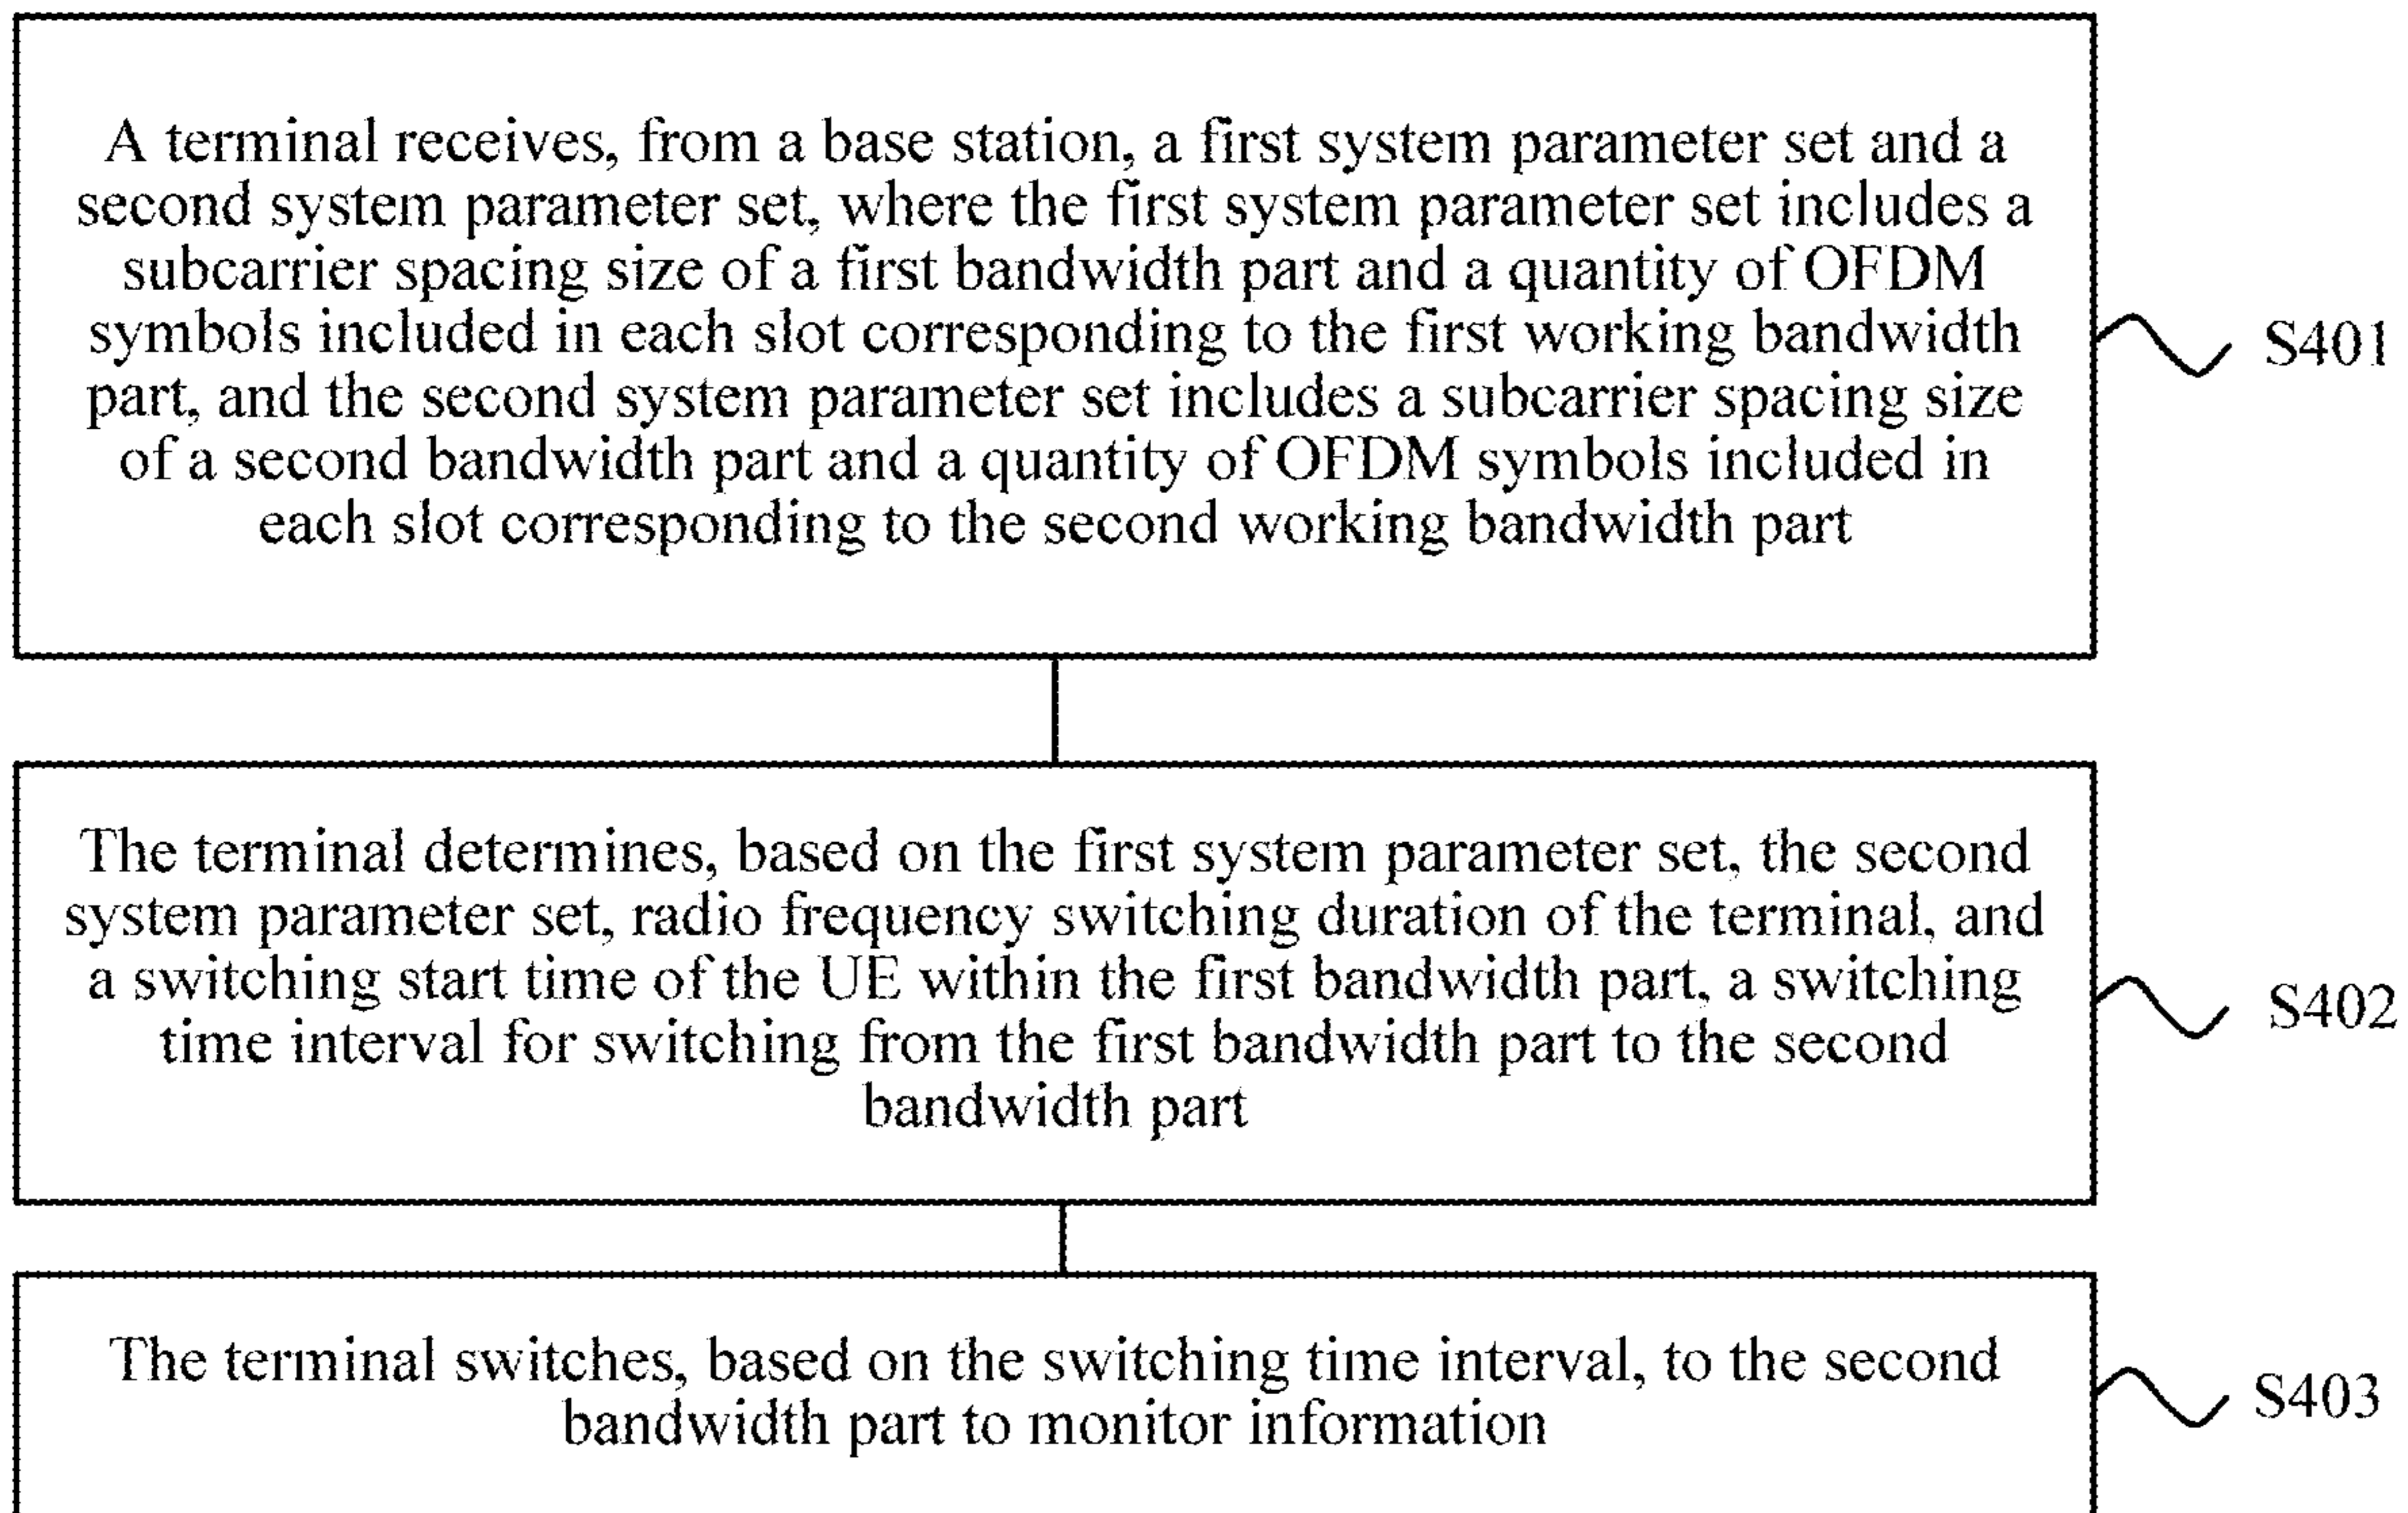 A terminal receives, from a base station, a first system parameter set and a
second system parameter set, where the first system parameter set includes a
subcarrier spacing size of a first bandwidth part and a quantity of OFDM
symbols included in each slot corresponding to the first working bandwidth
part, and the second system parameter set includes a subcarrier spacing size
of a second bandwidth part and a quantity of OFDM symbols included in
each slot corresponding to the second working bandwidth part
S401
The terminal determines, based on the first system parameter set, the second
system parameter set, radio frequency switching duration of the terminal, and
a switching start time of the UE within the first bandwidth part, a switching
time interval for switching from the first bandwidth part to the second
bandwidth part
S402
The terminal switches, based on the switching time interval, to the second
bandwidth part to monitor information
S403